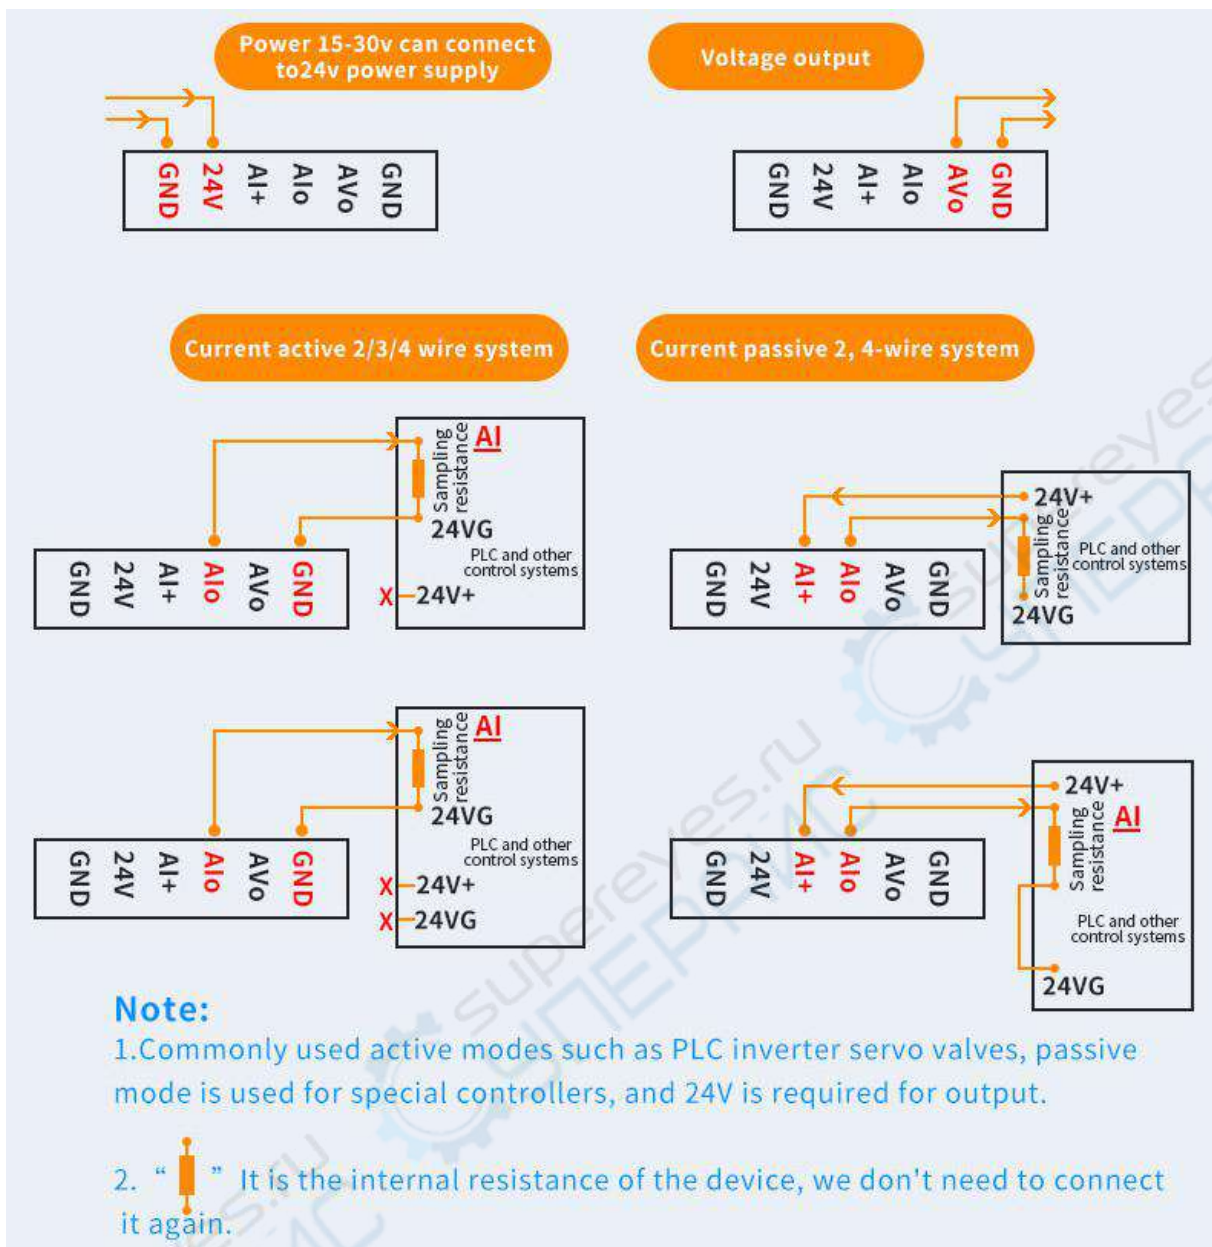 Power 15-30v can connect
to24v power supply
Voltage output
GND 24V AI+ AIo AVo GND
GND 24V AI+ AIo AVo GND
Current active 2/3/4 wire system
Current passive 2, 4-wire system
AI
Sampling
resistance
24VG
PLC and other
control systems
X 24V+
GND 24V AI+ AIo AVo GND
24V+
Sampling
resistance
PLC and other
control systems
24VG
GND 24V AI+ AIo AVo GND
AI
Sampling
resistance
24VG
PLC and other
control systems
X 24V+
X 24VG
GND 24V AI+ AIo AVo GND
24V+
AI
Sampling
resistance
PLC and other
control systems
24VG
GND 24V AI+ AIo AVo GND
Note:
1.Commonly used active modes such as PLC inverter servo valves, passive
mode is used for special controllers, and 24V is required for output.
2. “ ” It is the internal resistance of the device, we don't need to connect
it again.
supereyes.ru
СУПЕРАЙС